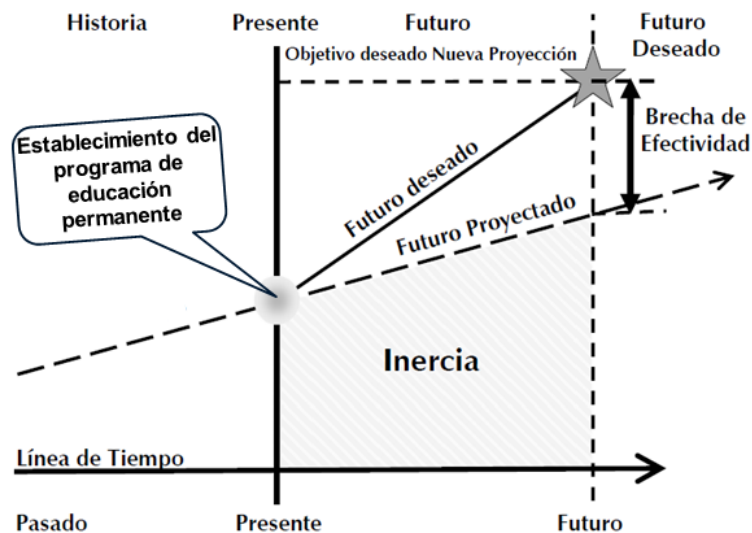 Historia
Presente
Futuro
Futuro
Deseado
Objetivo deseado Nueva Proyección
Brecha de
Efectividad
Establecimiento del
programa de
educación
permanente
Futuro deseado
Futuro Proyectado
Inercia
Línea de Tiempo
Pasado
Presente
Futuro